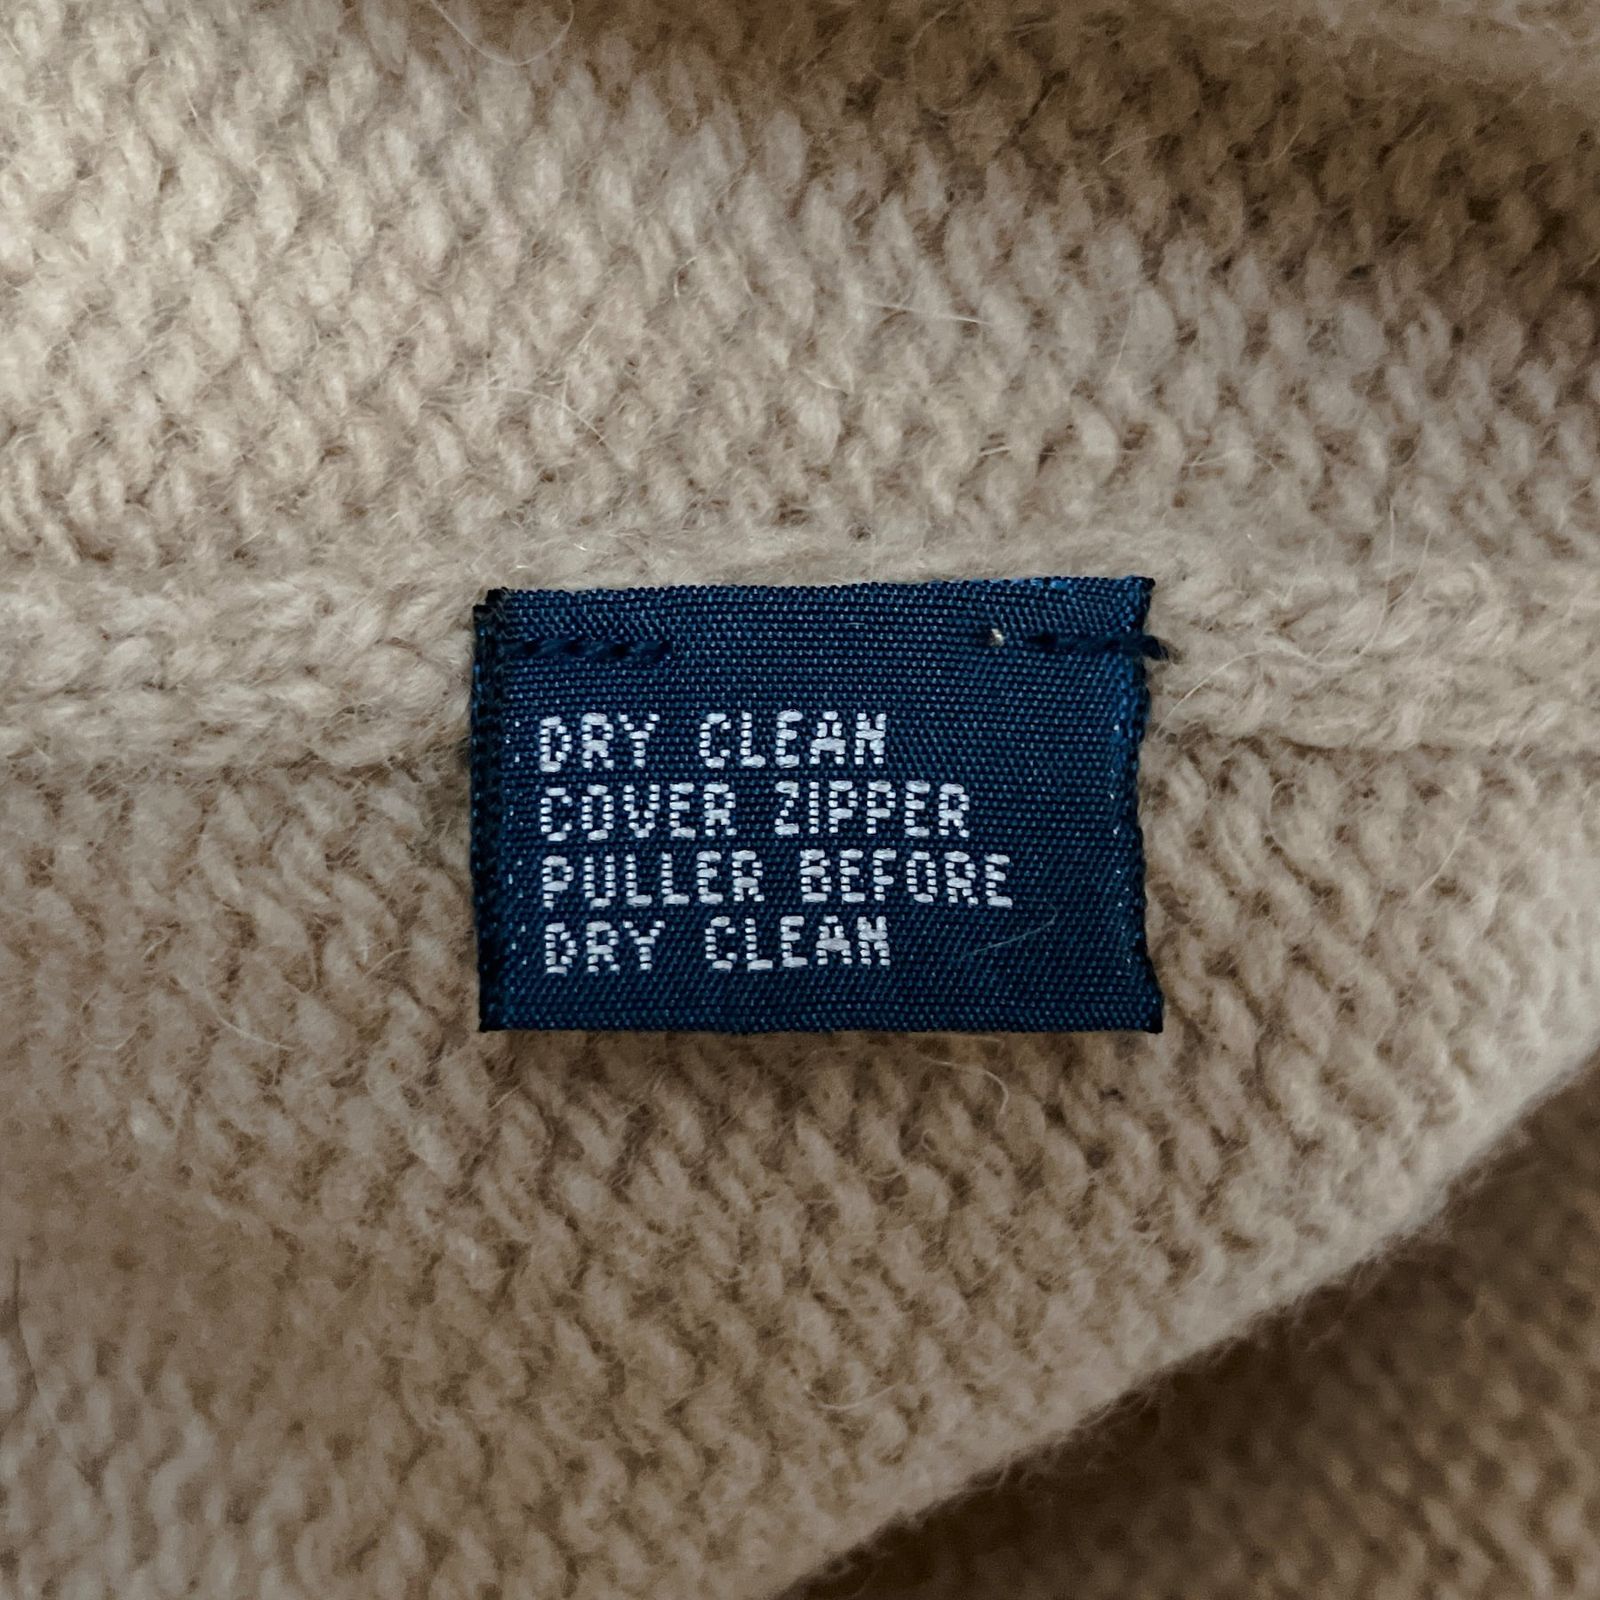 DRY CLEAN
COVER ZIPPER
PULLER BEFORE
DRY CLEAN